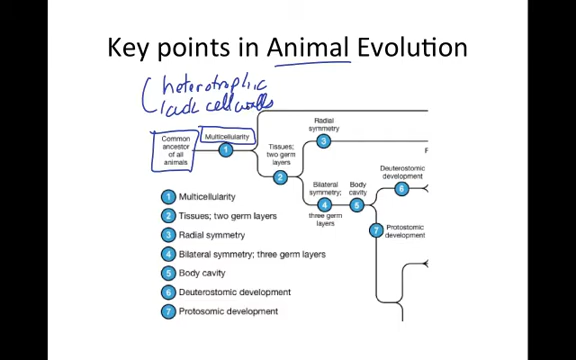 Key points in Animal Evolution
heterotrophic
lack cell walls
Common
ancestor
of all
animals
Multicellularity
1
Tissues;
two germ
layers
2
Radial
symmetry
3
Bilateral
symmetry;
4
three germ
layers
Body
cavity
5
Deuterostomic
development
6
7
Protostomic
development
1 Multicellularity
2 Tissues; two germ layers
3 Radial symmetry
4 Bilateral symmetry; three germ layers
5 Body cavity
6 Deuterostomic development
7 Protosomic development